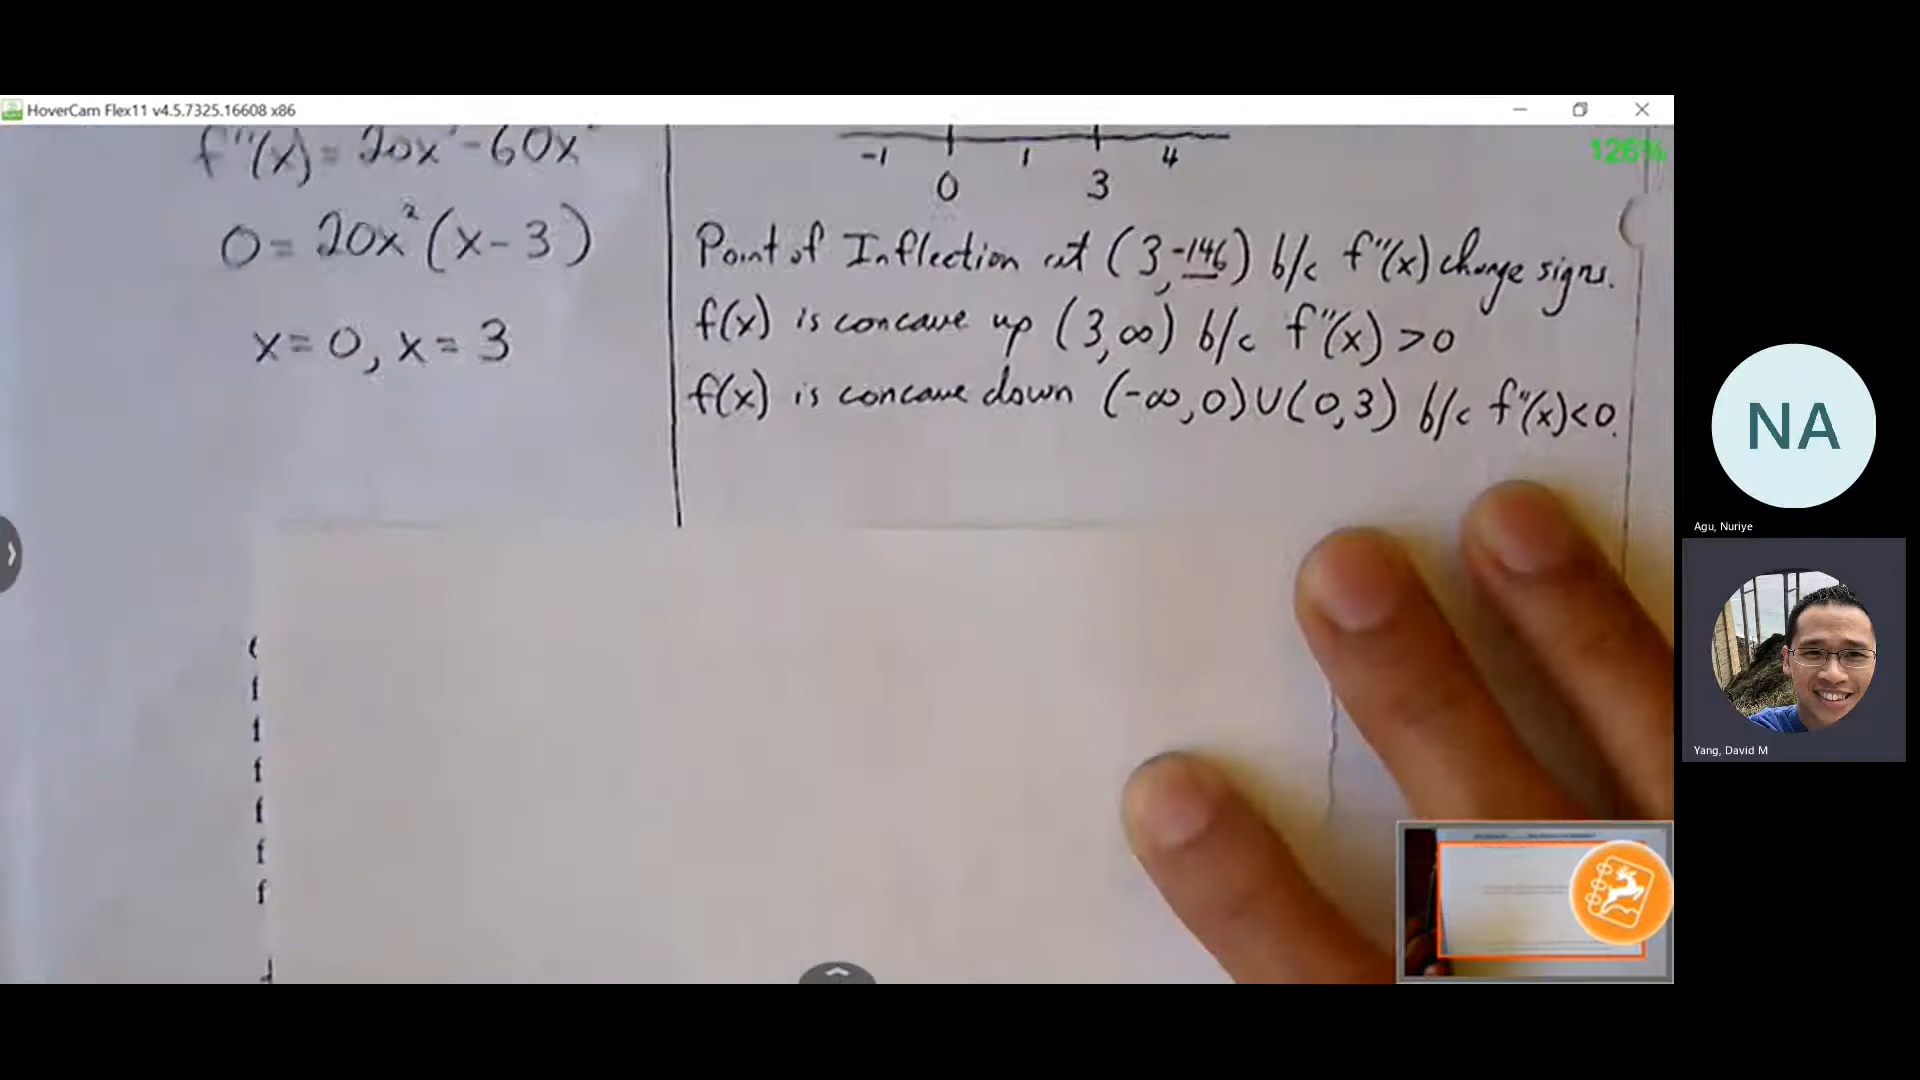 HoverCam Flex11 v4.5.7325.16608 x86
126%
f''(x) = 20x³ - 60x²
0 = 20x²(x - 3)
x = 0, x = 3
-1 1 4
0 3
Point of Inflection at (3, -146) b/c f''(x) change signs.
f(x) is concave up (3, ∞) b/c f''(x) > 0
f(x) is concave down (-∞, 0) ∪ (0, 3) b/c f''(x) < 0.
f
f
f
f
f
f
NA
Agu, Nuriye
Yang, David M